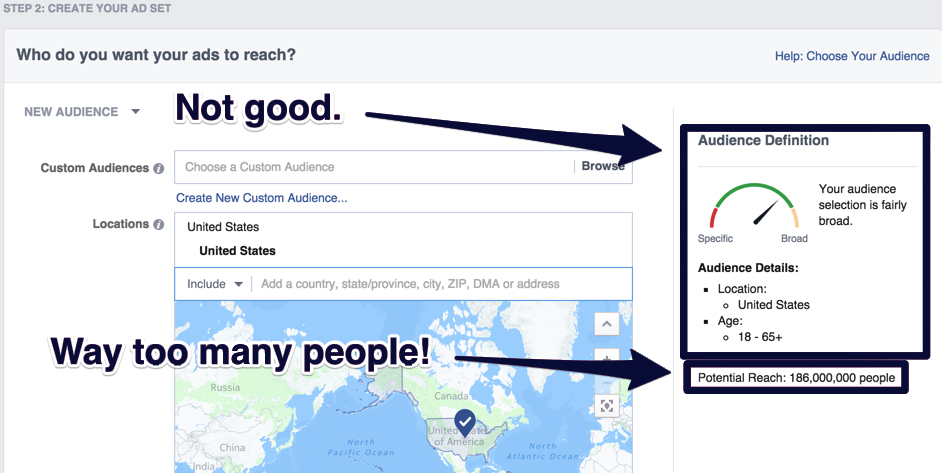 STEP 2: CREATE YOUR AD SET
Who do you want your ads to reach?
Help: Choose Your Audience
NEW AUDIENCE
Not good.
Custom Audiences
Choose a Custom Audience
Browse
Create New Custom Audience...
Locations
United States
United States
Include
Add a country, state/province, city, ZIP, DMA or address
Way too many people!
Russia
Canada
China
India
United States
of America
North
Pacific Ocean
North
Atlantic Ocean
Audience Definition
Specific
Broad
Your audience
selection is fairly
broad.
Audience Details:
Location:
United States
Age:
18 - 65+
Potential Reach: 186,000,000 people